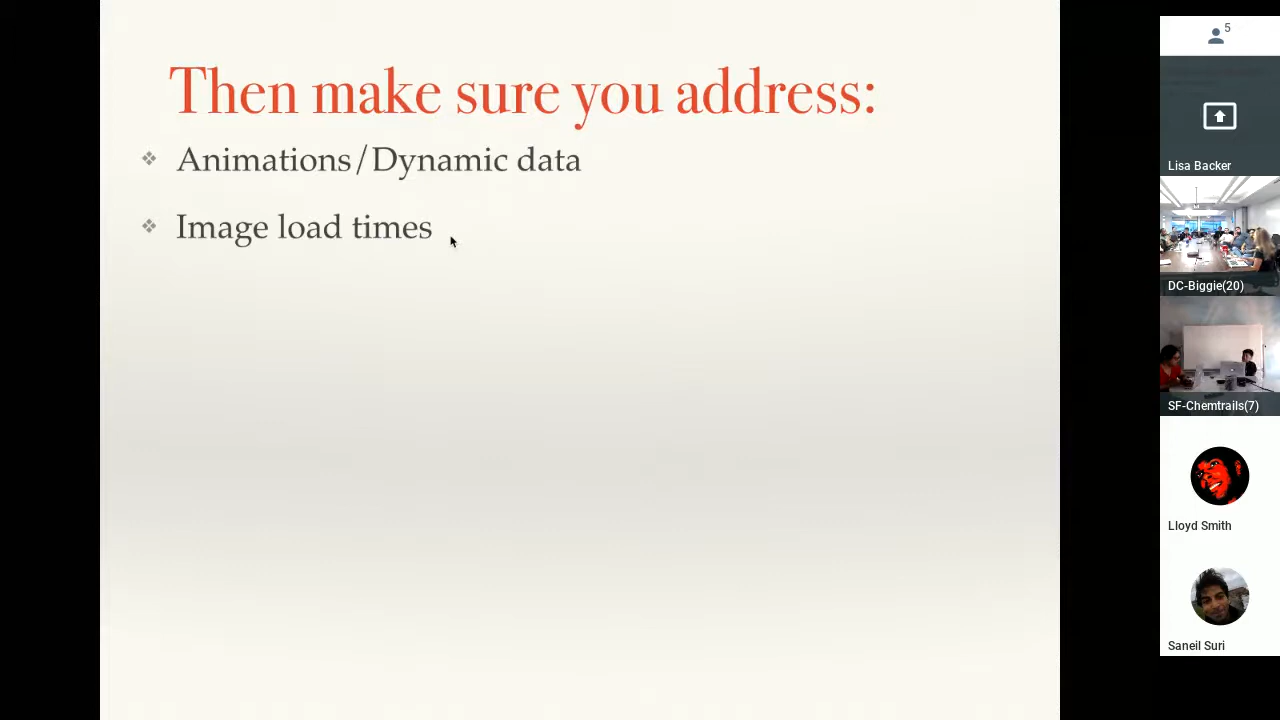 Then make sure you address:
❖ Animations/Dynamic data
❖ Image load times
5
Lisa Backer
DC-Biggie(20)
SF-Chemtrails(7)
Lloyd Smith
Saneil Suri